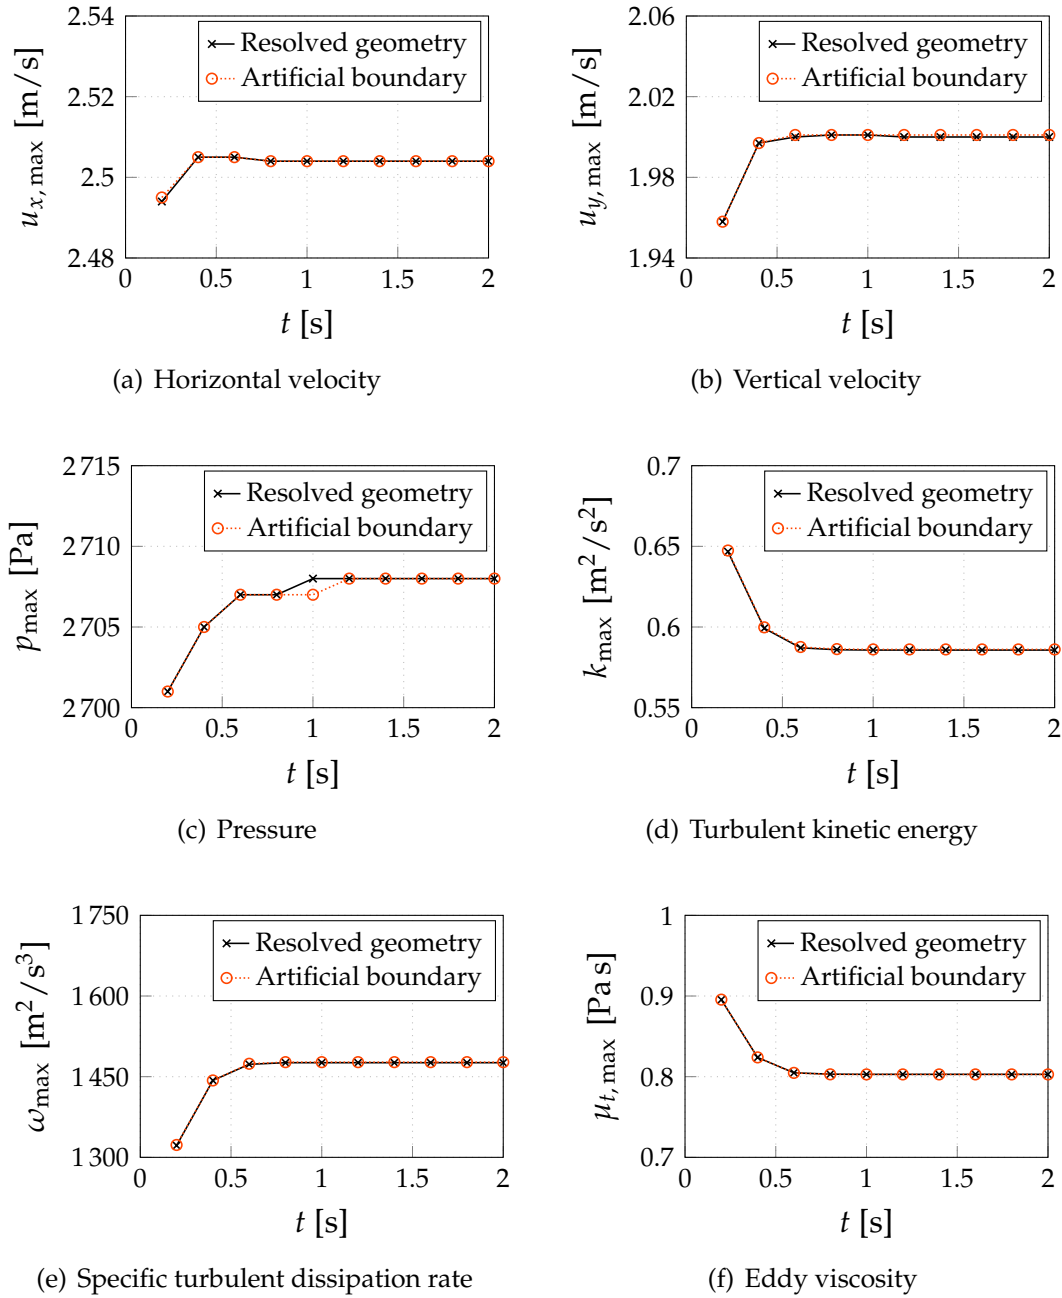 2.54
2.52
2.5
2.48
u_{x,max} [m/s]
Resolved geometry
Artificial boundary
0 0.5 1 1.5 2
t [s]
(a) Horizontal velocity
2.06
2.02
1.98
1.94
u_{y,max} [m/s]
Resolved geometry
Artificial boundary
0 0.5 1 1.5 2
t [s]
(b) Vertical velocity
2 715
2 710
2 705
2 700
p_{max} [Pa]
Resolved geometry
Artificial boundary
0 0.5 1 1.5 2
t [s]
(c) Pressure
0.7
0.65
0.6
0.55
k_{max} [m²/s²]
Resolved geometry
Artificial boundary
0 0.5 1 1.5 2
t [s]
(d) Turbulent kinetic energy
1 750
1 600
1 450
1 300
ω_{max} [m²/s³]
Resolved geometry
Artificial boundary
0 0.5 1 1.5 2
t [s]
(e) Specific turbulent dissipation rate
1
0.9
0.8
0.7
μ_{t,max} [Pa s]
Resolved geometry
Artificial boundary
0 0.5 1 1.5 2
t [s]
(f) Eddy viscosity